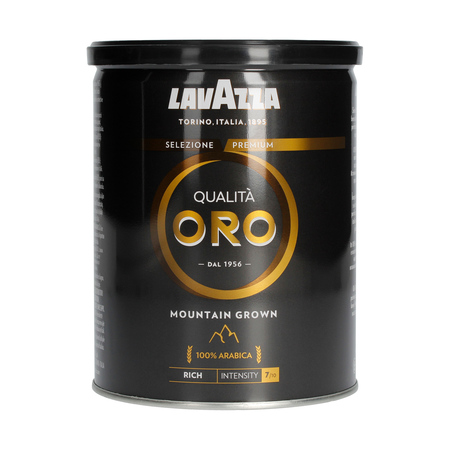 LAVAZZA
TORINO, ITALIA, 1895
SELEZIONE PREMIUM
QUALITÀ
ORO
— DAL 1956 —
MOUNTAIN GROWN
100% ARABICA
RICH INTENSITY 7/10